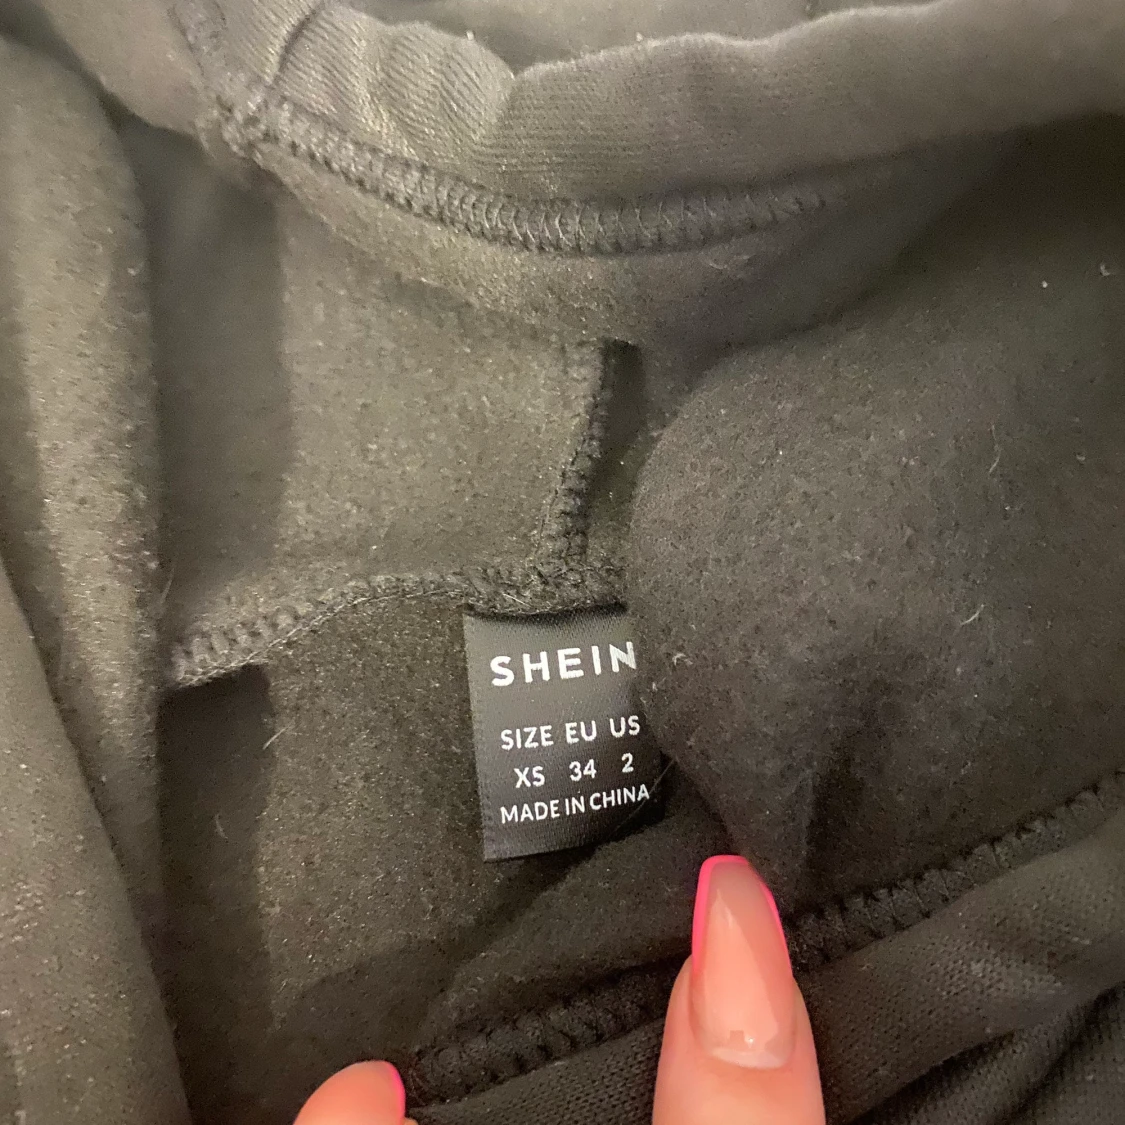 SHEIN
SIZE EU US
XS 34 2
MADE IN CHINA